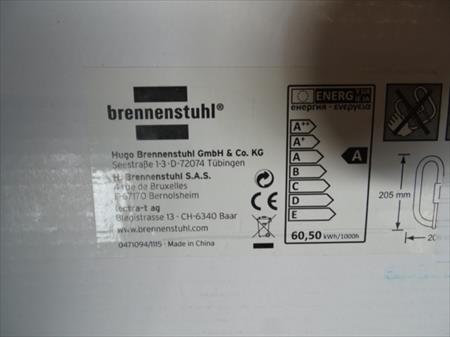 brennenstuhl®
Hugo Brennenstuhl GmbH & Co. KG
Seestraße 1-3 · D-72074 Tübingen
H. Brennenstuhl S.A.S.
4 rue de Bruxelles
F-67170 Bernolsheim
lectra-t ag
Blegistrasse 13 · CH-6340 Baar
www.brennenstuhl.com
0471094/1115 · Made in China
CE
ENERG
енергия · ενεργεια
A++
A+
A
B
C
D
E
A
60,50 kWh/1000h
205 mm